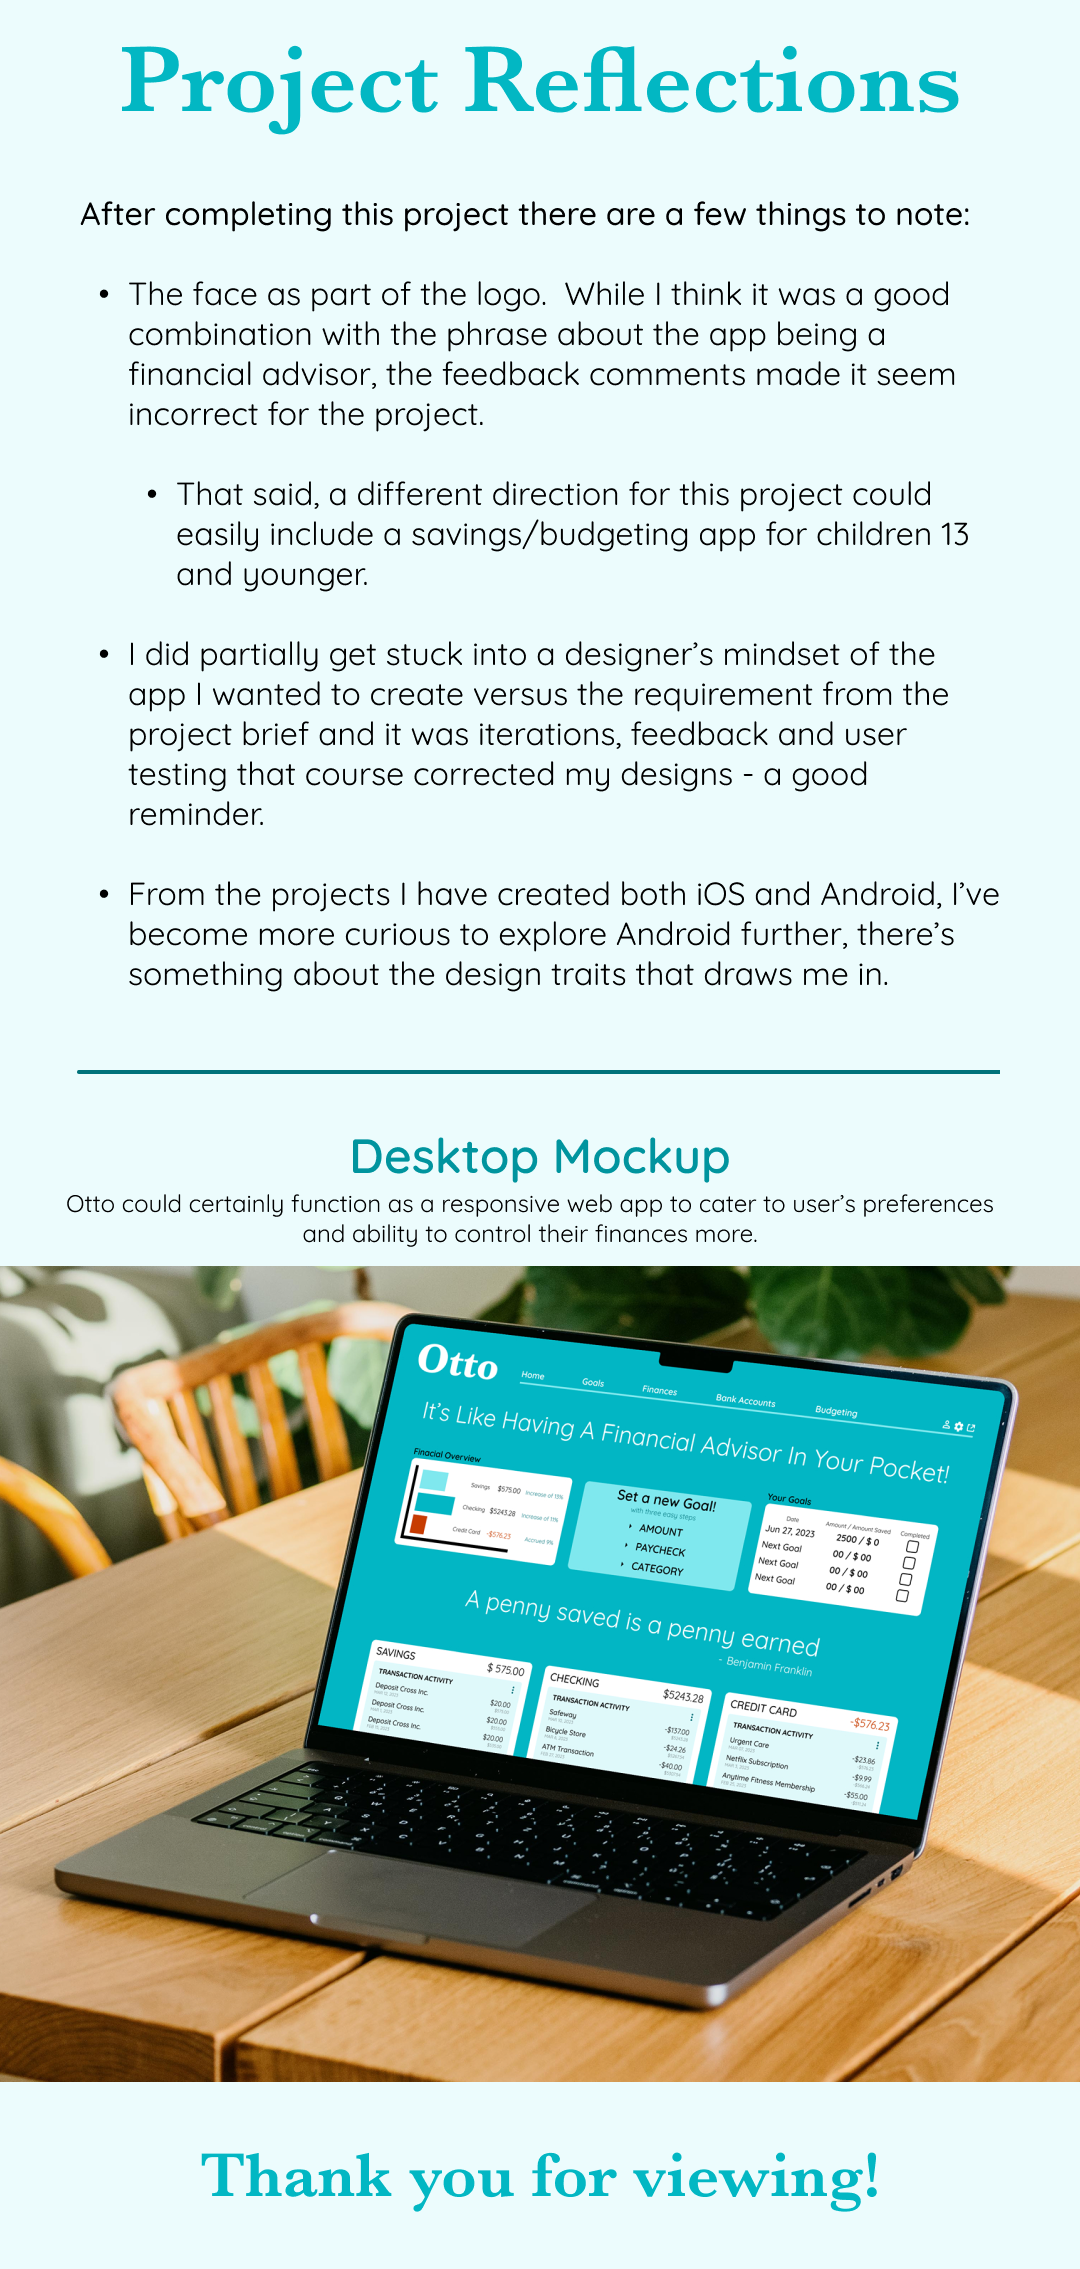 Project Reflections
After completing this project there are a few things to note:
• The face as part of the logo.  While I think it was a good
combination with the phrase about the app being a
financial advisor, the feedback comments made it seem
incorrect for the project.
• That said, a different direction for this project could
easily include a savings/budgeting app for children 13
and younger.
• I did partially get stuck into a designer’s mindset of the
app I wanted to create versus the requirement from the
project brief and it was iterations, feedback and user
testing that course corrected my designs - a good
reminder.
• From the projects I have created both iOS and Android, I’ve
become more curious to explore Android further, there’s
something about the design traits that draws me in.
Desktop Mockup
Otto could certainly function as a responsive web app to cater to user’s preferences
and ability to control their finances more.
Otto
Home Goals Finances Bank Accounts Budgeting
It’s Like Having A Financial Advisor In Your Pocket!
Finacial Overview
Savings $575.00 Increase of 13%
Checking $5243.28 Increase of 11%
Credit Card -$576.23 Accrued 9%
Set a new Goal!
with three easy steps
AMOUNT
PAYCHECK
CATEGORY
Your Goals
Date Amount / Amount Saved Completed
Jun 27, 2023 2500 / $ 0
Next Goal 00 / $ 00
Next Goal 00 / $ 00
Next Goal 00 / $ 00
A penny saved is a penny earned
- Benjamin Franklin
SAVINGS $ 575.00
TRANSACTION ACTIVITY
Deposit Cross Inc. $20.00
Deposit Cross Inc. $20.00
Deposit Cross Inc. $20.00
CHECKING $5243.28
TRANSACTION ACTIVITY
Safeway -$137.00
Bicycle Store -$24.26
ATM Transaction -$40.00
CREDIT CARD -$576.23
TRANSACTION ACTIVITY
Urgent Care -$23.86
Netflix Subscription -$9.99
Anytime Fitness Membership -$55.00
Thank you for viewing!